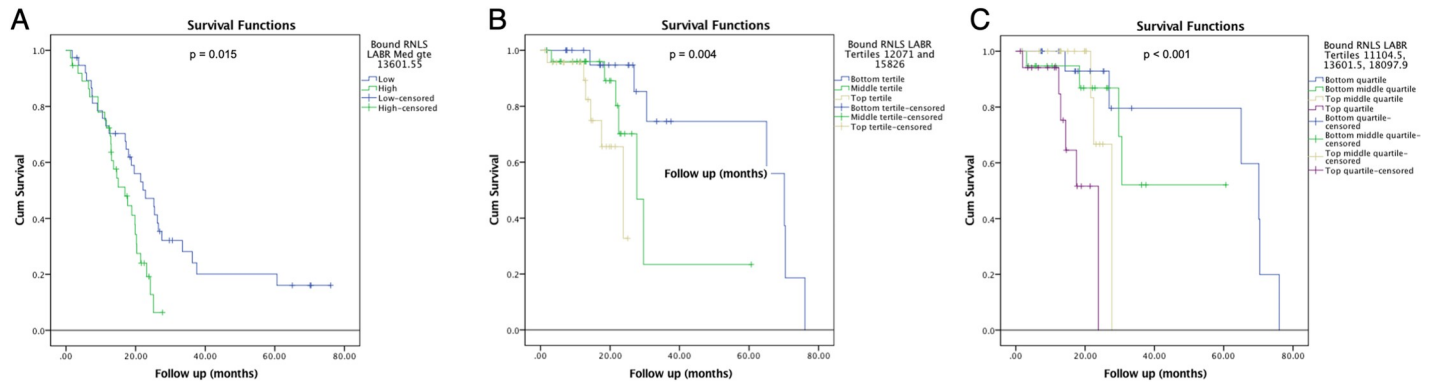 A
Survival Functions
p = 0.015
Bound RNLS
LABR Med gte
13601.55
Low
High
Low-censored
High-censored
Cum Survival
1.0
0.8
0.6
0.4
0.2
0.0
.00 20.00 40.00 60.00 80.00
Follow up (months)
B
Survival Functions
p = 0.004
Bound RNLS LABR
Tertiles 12071 and
15826
Bottom tertile
Middle tertile
Top tertile
Bottom tertile-censored
Middle tertile-censored
Top tertile-censored
Follow up (months)
Cum Survival
1.0
0.8
0.6
0.4
0.2
0.0
.00 20.00 40.00 60.00 80.00
Follow up (months)
C
Survival Functions
p < 0.001
Bound RNLS LABR
Tertiles 11104.5,
13601.5, 18097.9
Bottom quartile
Bottom middle quartile
Top middle quartile
Top quartile
Bottom quartile-
censored
Bottom middle quartile-
censored
Top middle quartile-
censored
Top quartile-censored
Cum Survival
1.0
0.8
0.6
0.4
0.2
0.0
.00 20.00 40.00 60.00 80.00
Follow up (months)